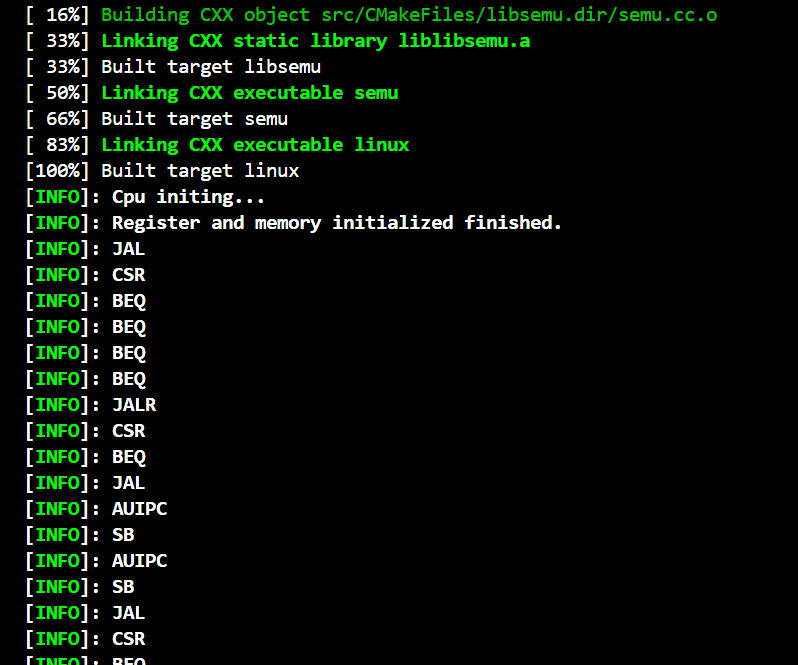 [ 16%] Building CXX object src/CMakeFiles/libsemu.dir/semu.cc.o
[ 33%] Linking CXX static library liblibsemu.a
[ 33%] Built target libsemu
[ 50%] Linking CXX executable semu
[ 66%] Built target semu
[ 83%] Linking CXX executable linux
[100%] Built target linux
[INFO]: Cpu initing...
[INFO]: Register and memory initialized finished.
[INFO]: JAL
[INFO]: CSR
[INFO]: BEQ
[INFO]: BEQ
[INFO]: BEQ
[INFO]: BEQ
[INFO]: JALR
[INFO]: CSR
[INFO]: BEQ
[INFO]: JAL
[INFO]: AUIPC
[INFO]: SB
[INFO]: AUIPC
[INFO]: SB
[INFO]: JAL
[INFO]: CSR
[INFO]: BEQ